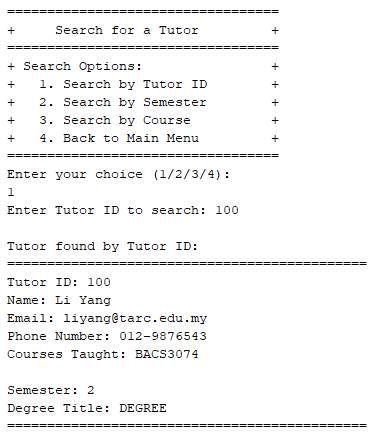 ==================================
+     Search for a Tutor         +
==================================
+ Search Options:                +
+   1. Search by Tutor ID        +
+   2. Search by Semester        +
+   3. Search by Course          +
+   4. Back to Main Menu         +
==================================
Enter your choice (1/2/3/4):
1
Enter Tutor ID to search: 100

Tutor found by Tutor ID:
=============================================
Tutor ID: 100
Name: Li Yang
Email: liyang@tarc.edu.my
Phone Number: 012-9876543
Courses Taught: BACS3074

Semester: 2
Degree Title: DEGREE
=============================================